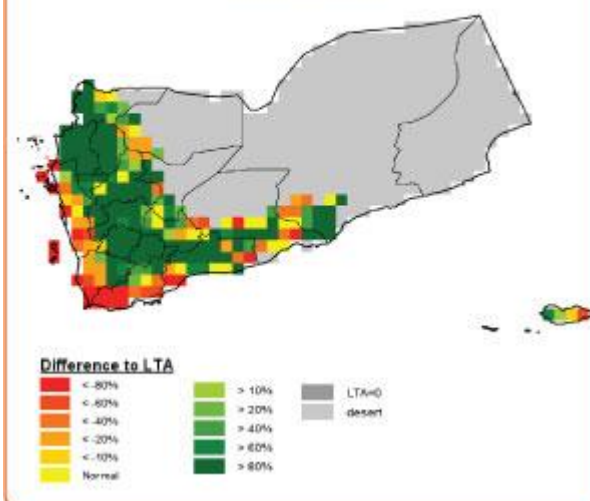 Difference to LTA
< -80%
< -60%
< -40%
< -20%
< -10%
Normal
> 10%
> 20%
> 40%
> 60%
> 80%
LTA=0
desert